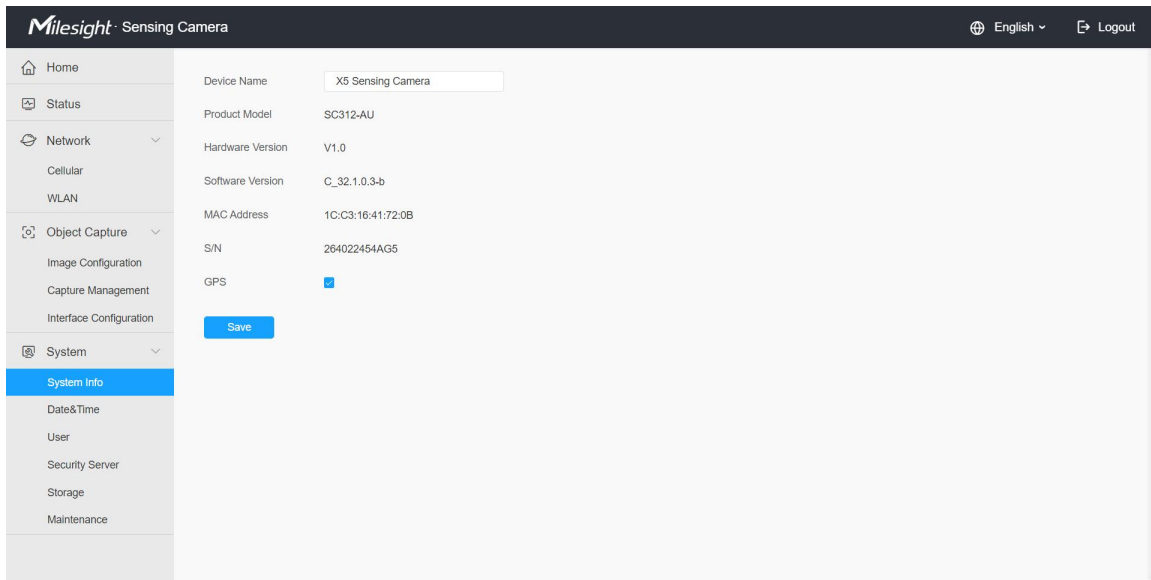 Milesight · Sensing Camera
English
Logout
Home
Status
Network
Cellular
WLAN
Object Capture
Image Configuration
Capture Management
Interface Configuration
System
System Info
Date&Time
User
Security Server
Storage
Maintenance
Device Name X5 Sensing Camera
Product Model SC312-AU
Hardware Version V1.0
Software Version C_32.1.0.3-b
MAC Address 1C:C3:16:41:72:0B
S/N 264022454AG5
GPS
Save